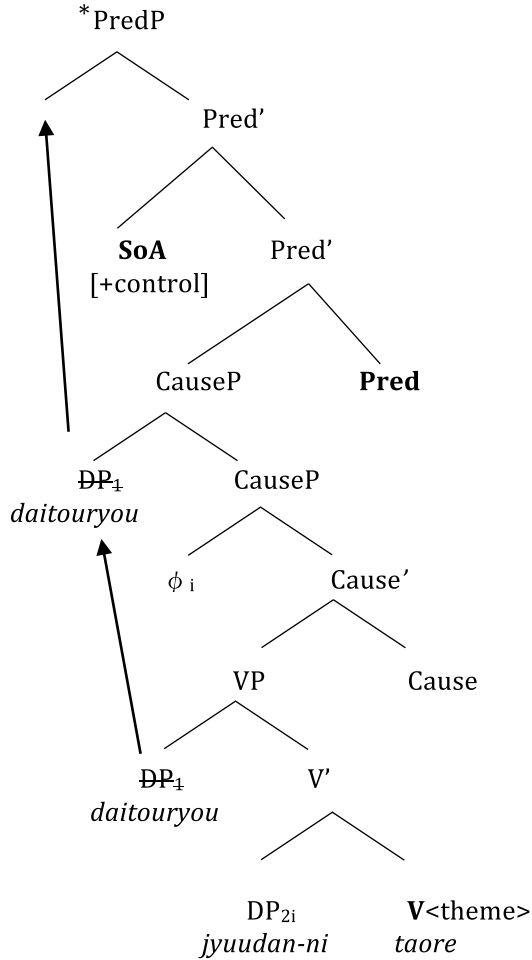 *PredP
Pred’
SoA
[+control]
Pred’
CauseP
Pred
DP1
daitouryou
CauseP
ϕ i
Cause’
VP
Cause
DP1
daitouryou
V’
DP2i
V<theme>
jyuudan-ni
taore